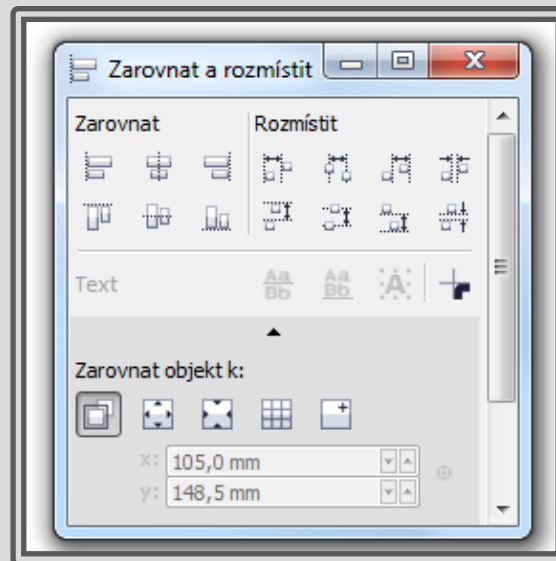 Zarovnat a rozmístit
Zarovnat Rozmístit
Text Aa Bb Aa Bb A
Zarovnat objekt k:
x: 105,0 mm
y: 148,5 mm